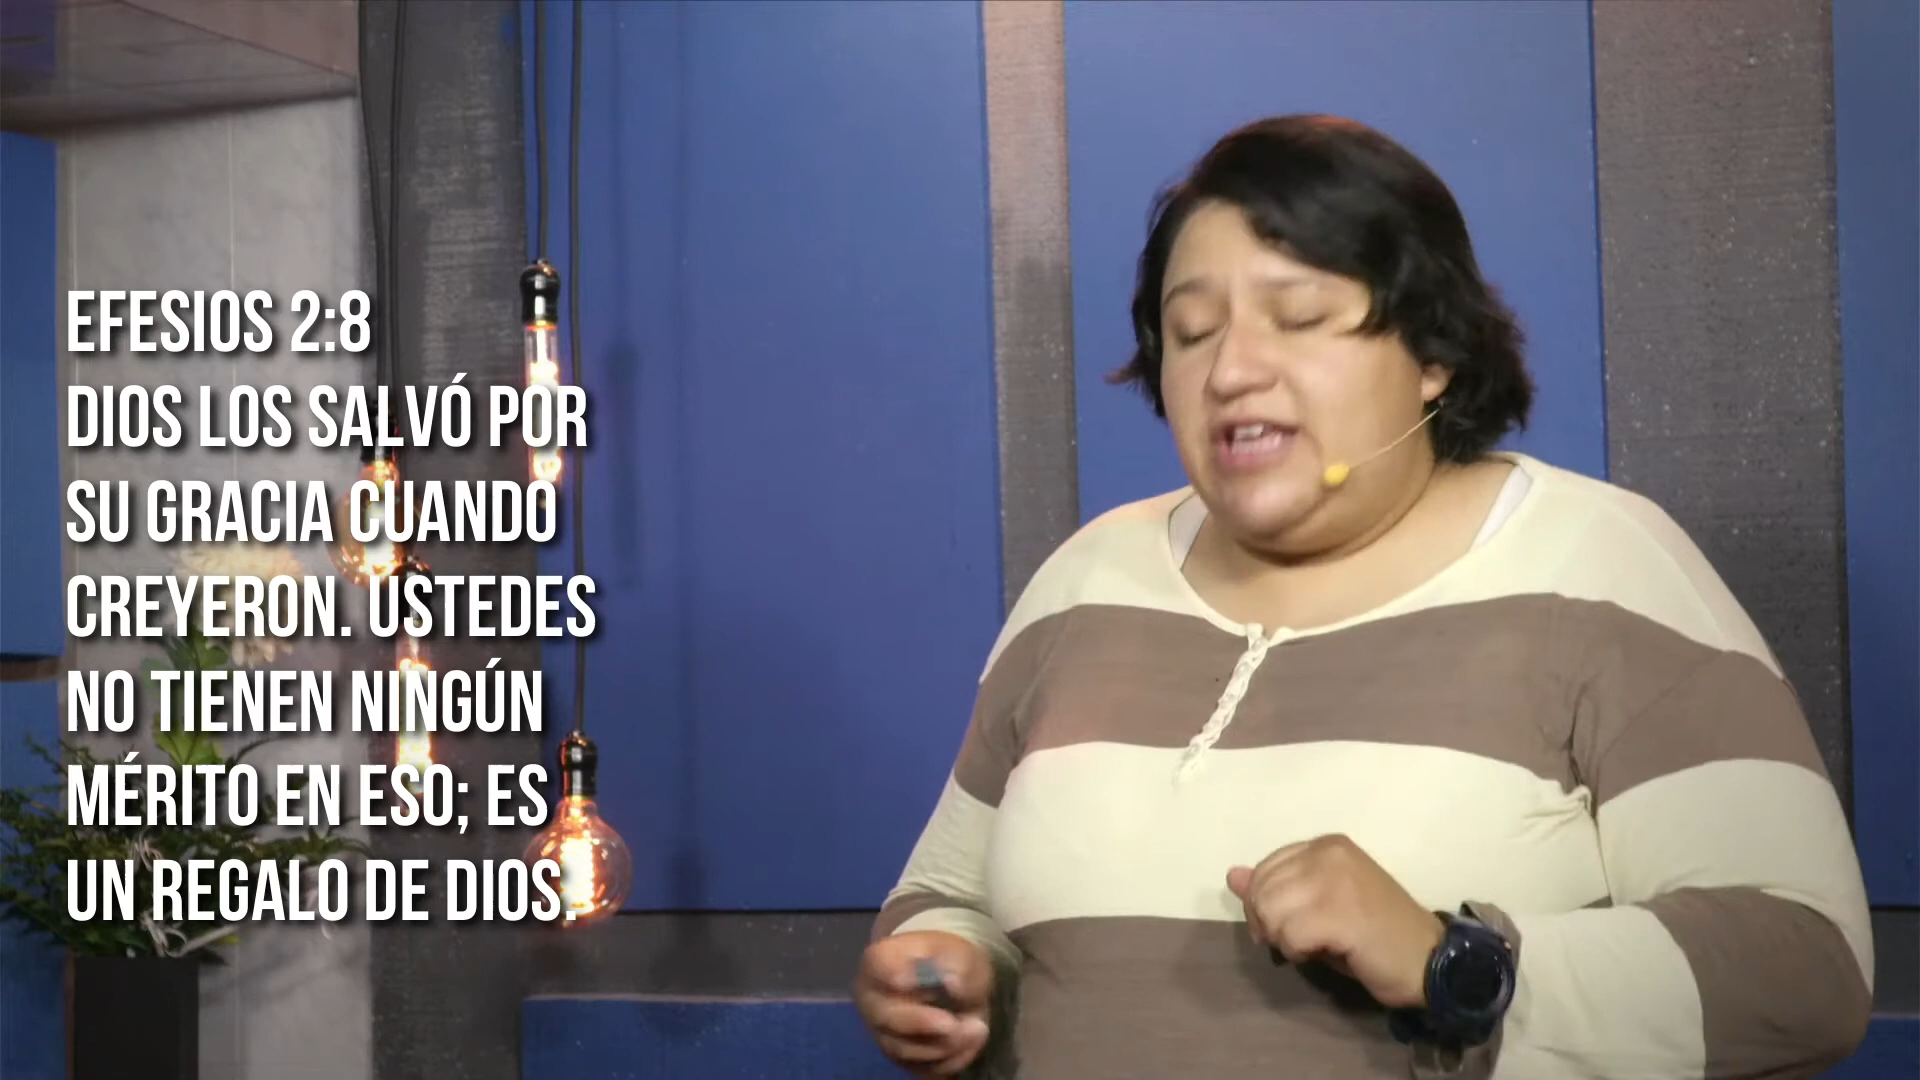 EFESIOS 2:8
DIOS LOS SALVÓ POR
SU GRACIA CUANDO
CREYERON. USTEDES
NO TIENEN NINGÚN
MÉRITO EN ESO; ES
UN REGALO DE DIOS.